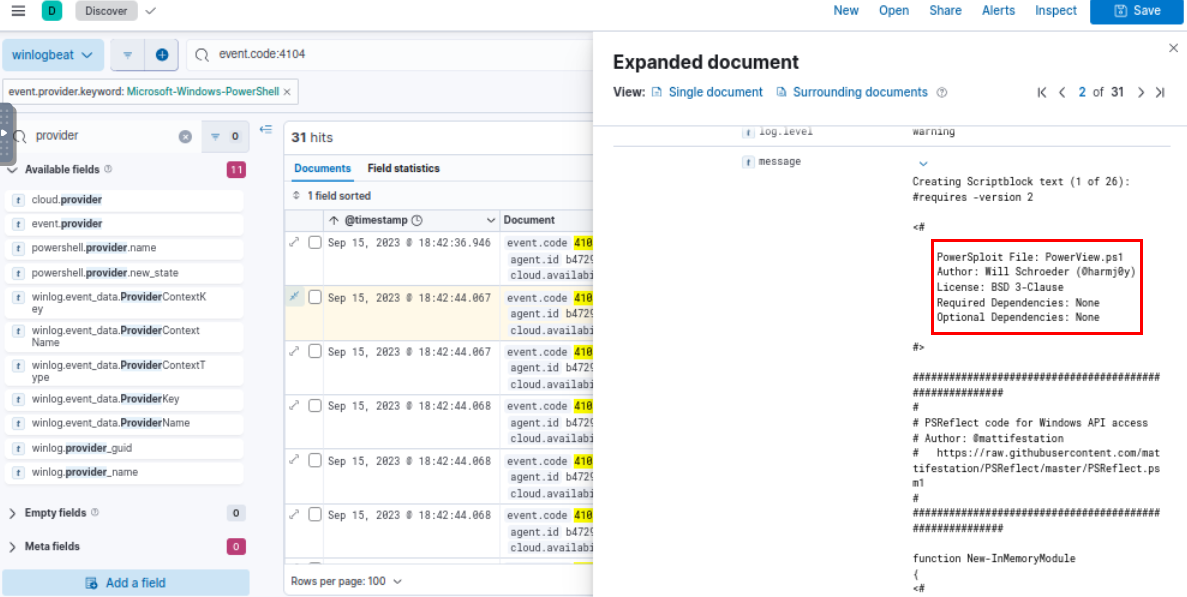 D Discover
New Open Share Alerts Inspect Save
winlogbeat
event.code:4104
event.provider.keyword: Microsoft-Windows-PowerShell ×
provider
0
Available fields 11
t cloud.provider
t event.provider
t powershell.provider.name
t powershell.provider.new_state
t winlog.event_data.ProviderContextK
ey
t winlog.event_data.ProviderContext
Name
t winlog.event_data.ProviderContextT
ype
t winlog.event_data.ProviderKey
t winlog.event_data.ProviderName
t winlog.provider_guid
t winlog.provider_name
Empty fields 0
Meta fields 0
Add a field
31 hits
Documents Field statistics
1 field sorted
@timestamp Document
Sep 15, 2023 @ 18:42:36.946 event.code 410
agent.id b4729
cloud.availabi
Sep 15, 2023 @ 18:42:44.067 event.code 410
agent.id b4729
cloud.availabi
Sep 15, 2023 @ 18:42:44.067 event.code 410
agent.id b4729
cloud.availabi
Sep 15, 2023 @ 18:42:44.068 event.code 410
agent.id b4729
cloud.availabi
Sep 15, 2023 @ 18:42:44.068 event.code 410
agent.id b4729
cloud.availabi
Sep 15, 2023 @ 18:42:44.068 event.code 410
agent.id b4729
cloud.availabi
Rows per page: 100
Expanded document
View: Single document Surrounding documents
2 of 31
t log.level warning
t message
Creating Scriptblock text (1 of 26):
#requires -version 2
<#
PowerSploit File: PowerView.ps1
Author: Will Schroeder (@harmj0y)
License: BSD 3-Clause
Required Dependencies: None
Optional Dependencies: None
#>
#########################################
###############
#
# PSReflect code for Windows API access
# Author: @mattifestation
#   https://raw.githubusercontent.com/mat
tifestation/PSReflect/master/PSReflect.ps
m1
#
#########################################
###############
function New-InMemoryModule
{
<#